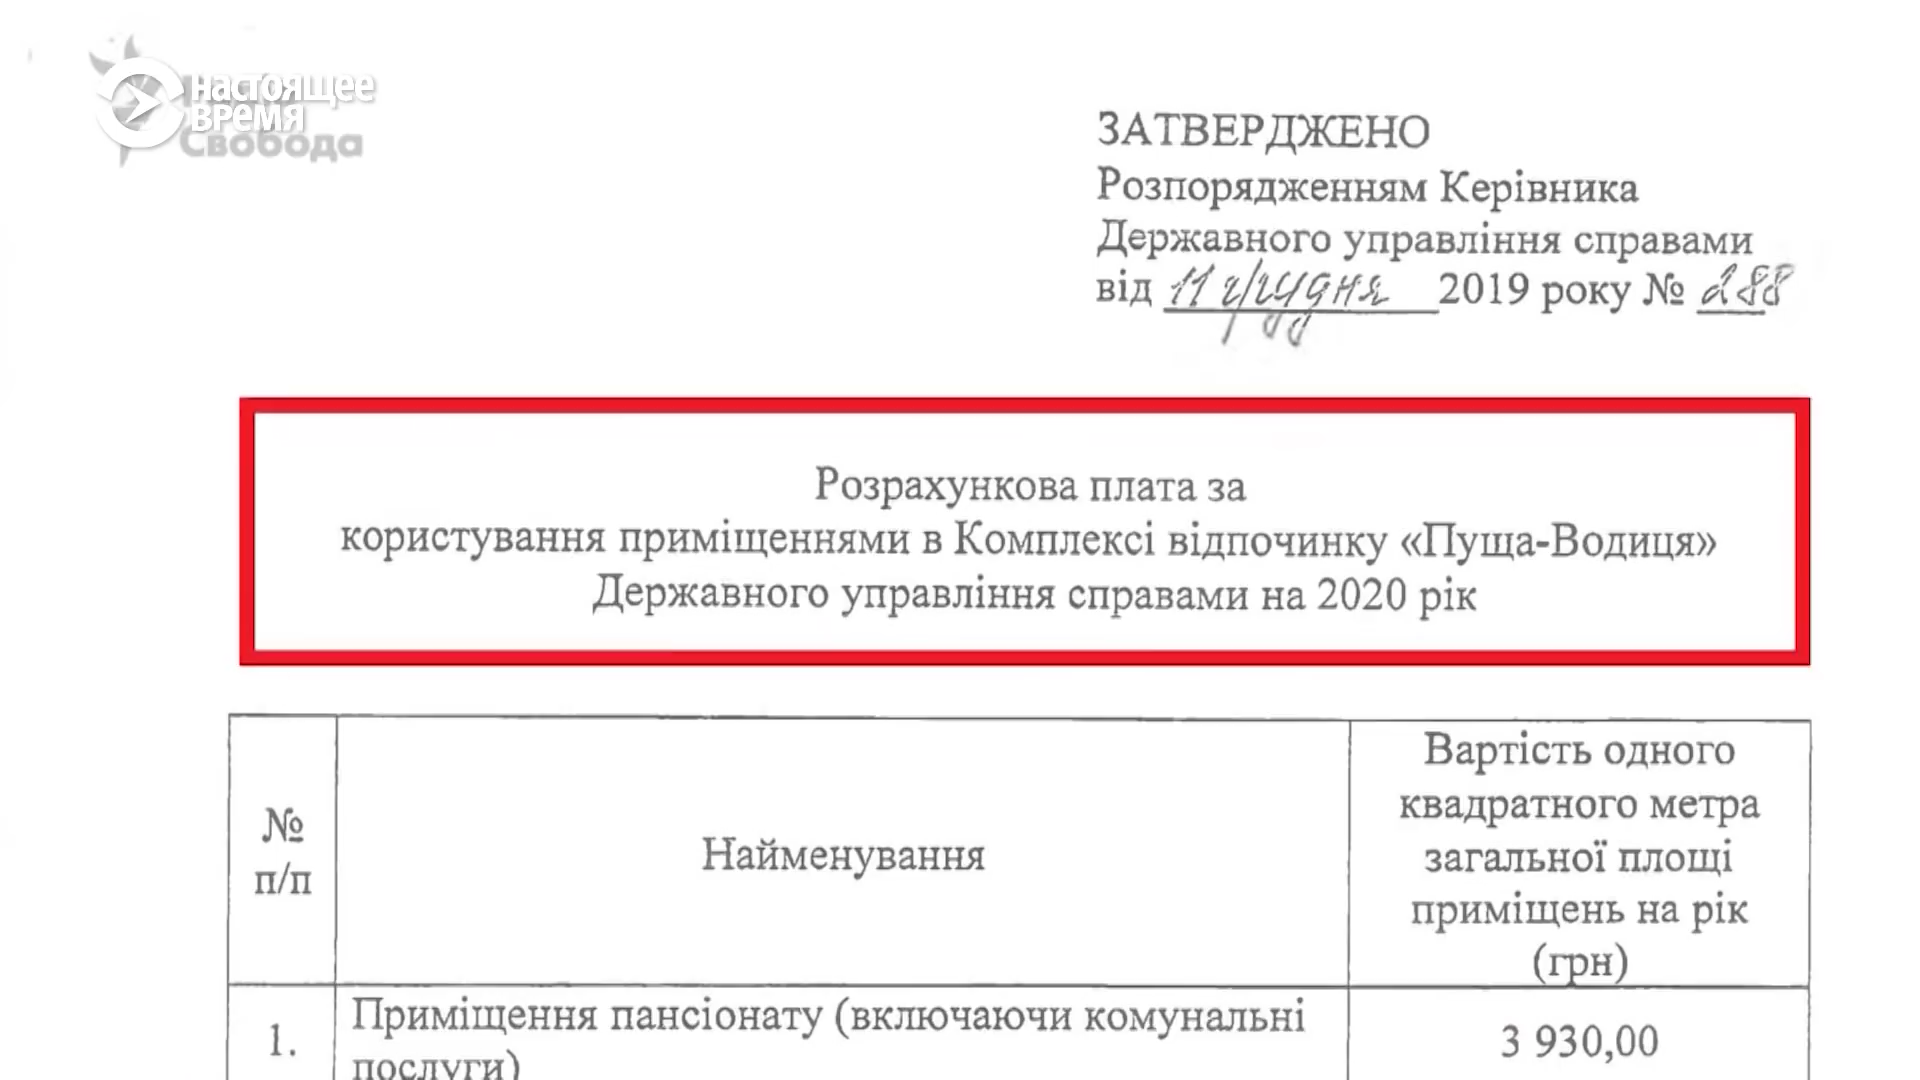 настоящее
время
Свобода
ЗАТВЕРДЖЕНО
Розпорядженням Керівника
Державного управління справами
від 11 грудня 2019 року № 288
Розрахункова плата за
користування приміщеннями в Комплексі відпочинку «Пуща-Водиця»
Державного управління справами на 2020 рік
№
п/п
Найменування
Вартість одного
квадратного метра
загальної площі
приміщень на рік
(грн)
1.
Приміщення пансіонату (включаючи комунальні
послуги)
3 930,00